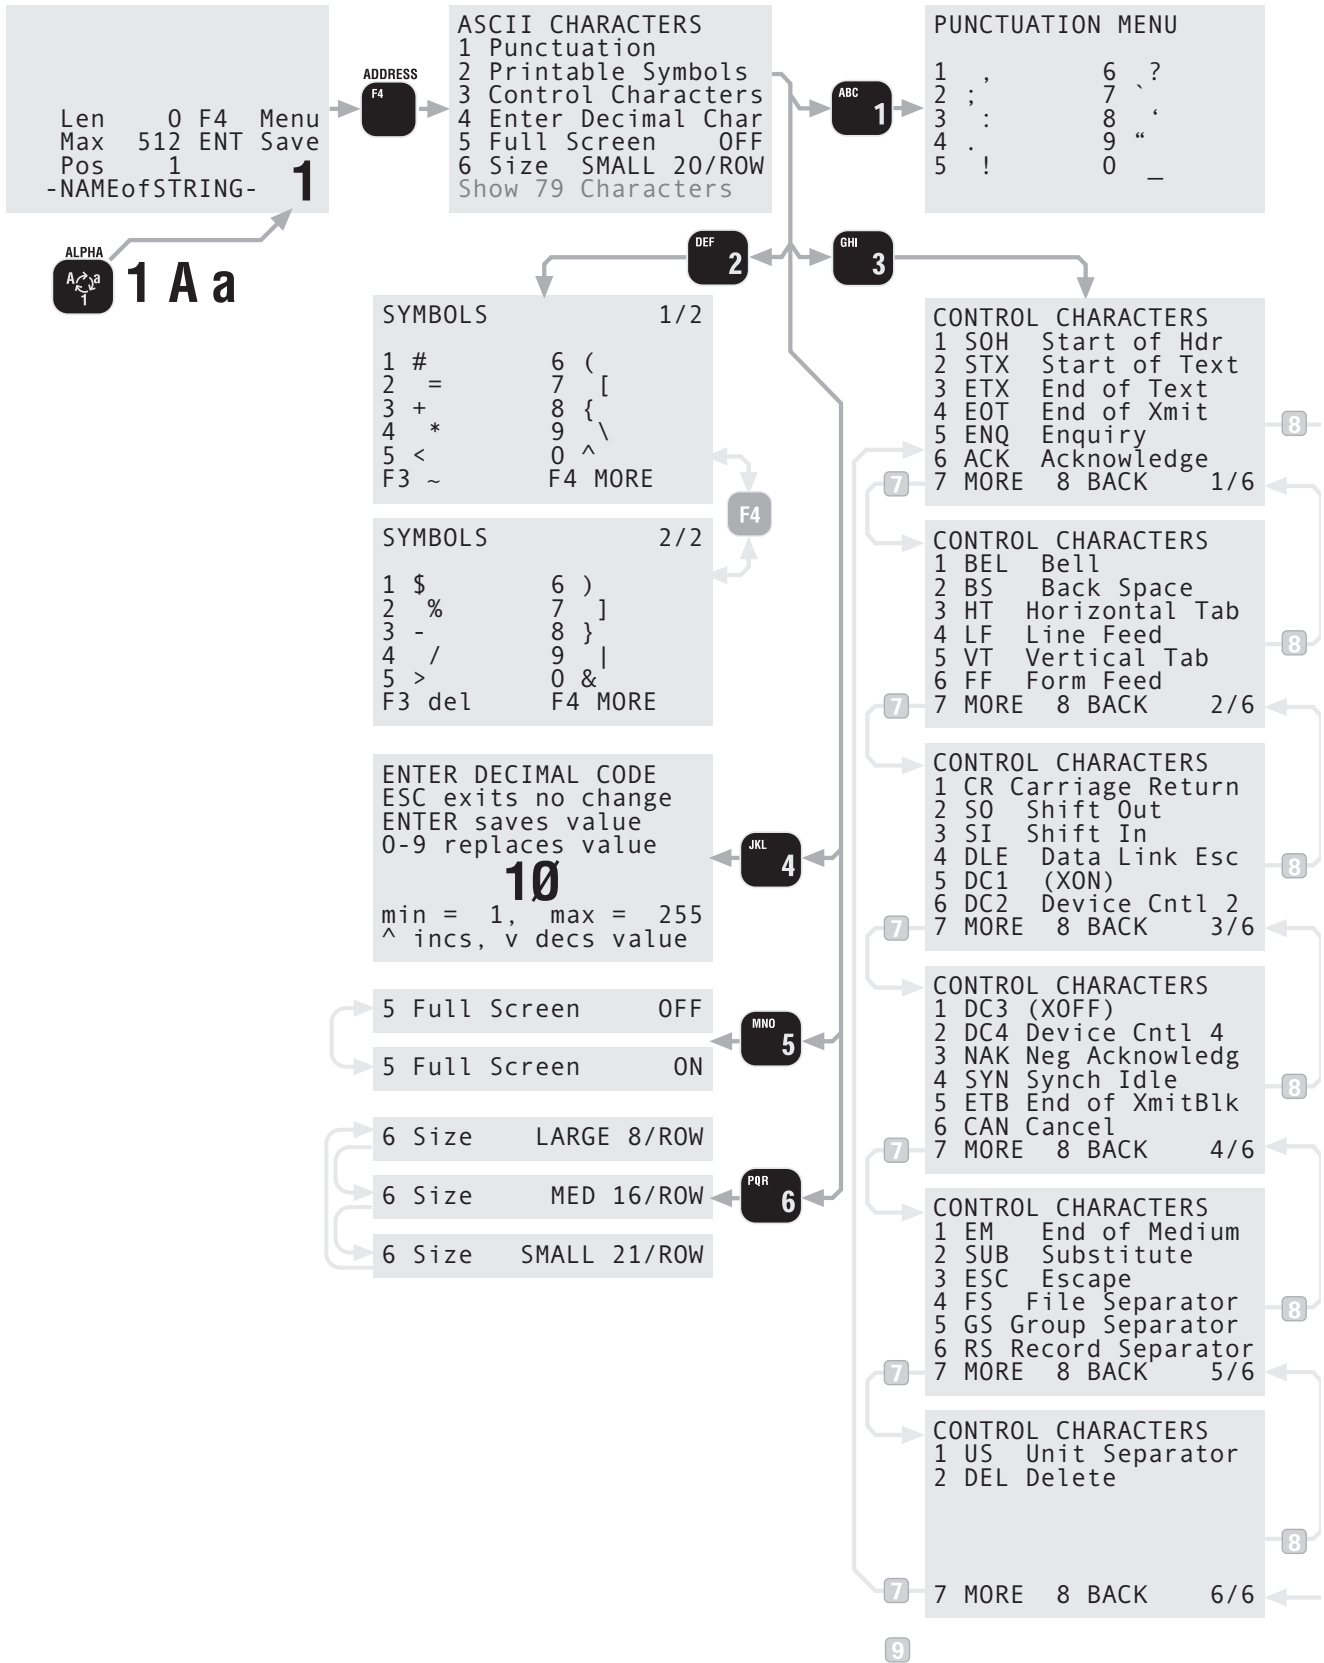 Len 0 F4 Menu
Max 512 ENT Save
Pos 1
-NAMEofSTRING- 1
ALPHA
A a 1
1 A a
ADDRESS
F4
ASCII CHARACTERS
1 Punctuation
2 Printable Symbols
3 Control Characters
4 Enter Decimal Char
5 Full Screen OFF
6 Size SMALL 20/ROW
Show 79 Characters
ABC 1
PUNCTUATION MENU
1 , 6 ?
2 ; 7 `
3 : 8 ‘
4 . 9 “
5 ! 0 _
DEF 2
GHI 3
SYMBOLS 1/2
1 # 6 (
2 = 7 [
3 + 8 {
4 * 9 \
5 < 0 ^
F3 ~ F4 MORE
F4
SYMBOLS 2/2
1 $ 6 )
2 % 7 ]
3 - 8 }
4 / 9 |
5 > 0 &
F3 del F4 MORE
ENTER DECIMAL CODE
ESC exits no change
ENTER saves value
0-9 replaces value
1Ø
min = 1, max = 255
^ incs, v decs value
JKL 4
5 Full Screen OFF
5 Full Screen ON
MNO 5
6 Size LARGE 8/ROW
6 Size MED 16/ROW
6 Size SMALL 21/ROW
PQR 6
CONTROL CHARACTERS
1 SOH Start of Hdr
2 STX Start of Text
3 ETX End of Text
4 EOT End of Xmit
5 ENQ Enquiry
6 ACK Acknowledge
7 MORE 8 BACK 1/6
8
7
CONTROL CHARACTERS
1 BEL Bell
2 BS Back Space
3 HT Horizontal Tab
4 LF Line Feed
5 VT Vertical Tab
6 FF Form Feed
7 MORE 8 BACK 2/6
8
7
CONTROL CHARACTERS
1 CR Carriage Return
2 SO Shift Out
3 SI Shift In
4 DLE Data Link Esc
5 DC1 (XON)
6 DC2 Device Cntl 2
7 MORE 8 BACK 3/6
8
7
CONTROL CHARACTERS
1 DC3 (XOFF)
2 DC4 Device Cntl 4
3 NAK Neg Acknowledg
4 SYN Synch Idle
5 ETB End of XmitBlk
6 CAN Cancel
7 MORE 8 BACK 4/6
8
7
CONTROL CHARACTERS
1 EM End of Medium
2 SUB Substitute
3 ESC Escape
4 FS File Separator
5 GS Group Separator
6 RS Record Separator
7 MORE 8 BACK 5/6
8
7
CONTROL CHARACTERS
1 US Unit Separator
2 DEL Delete
8
7
7 MORE 8 BACK 6/6
9